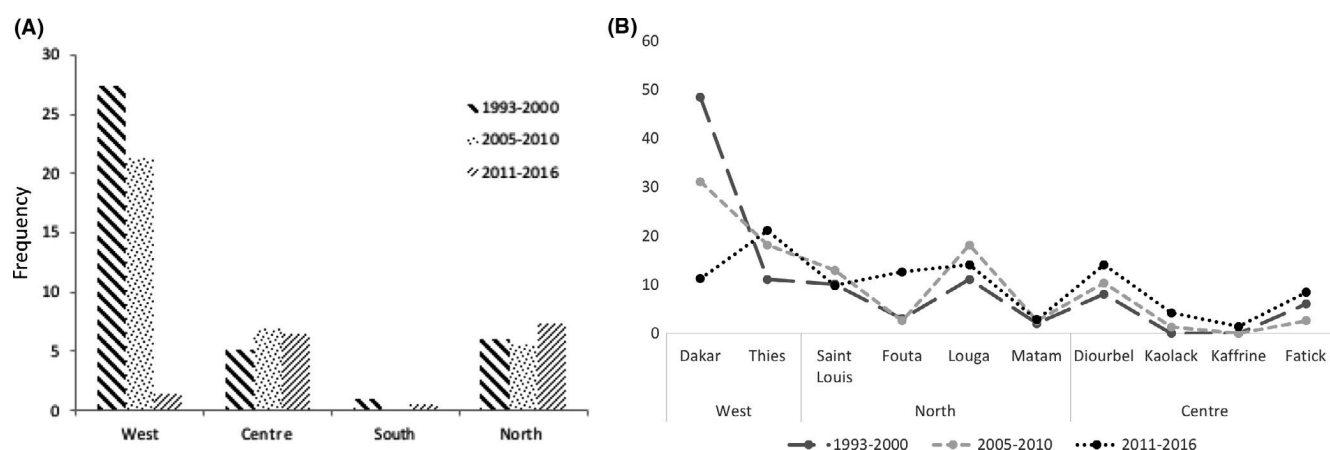 (A)
30
25
20
15
10
5
0
Frequency
1993-2000
2005-2010
2011-2016
West Centre South North
(B)
60
50
40
30
20
10
0
Dakar Thies Saint Louis Fouta Louga Matam Diourbel Kaolack Kaffrine Fatick
West North Centre
1993-2000 2005-2010 2011-2016